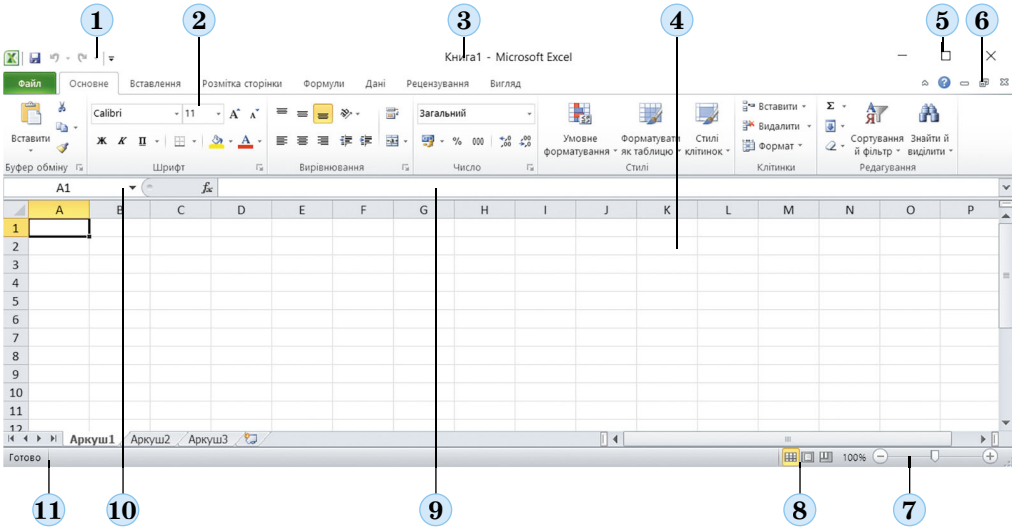 1 2 3 4 5 6
Книга1 - Microsoft Excel
Файл Основне Вставлення Розмітка сторінки Формули Дані Рецензування Вигляд
Calibri 11 Загальний Вставити Σ
Вставити Ж К П А % 000 Умовне форматування Форматувати як таблицю Стилі клітинок Видалити Формат Сортування й фільтр Знайти й виділити
Буфер обміну Шрифт Вирівнювання Число Стилі Клітинки Редагування
A1 fx
A B C D E F G H I J K L M N O P
1
2
3
4
5
6
7
8
9
10
11
12
Аркуш1 Аркуш2 Аркуш3
Готово 100%
11 10 9 8 7